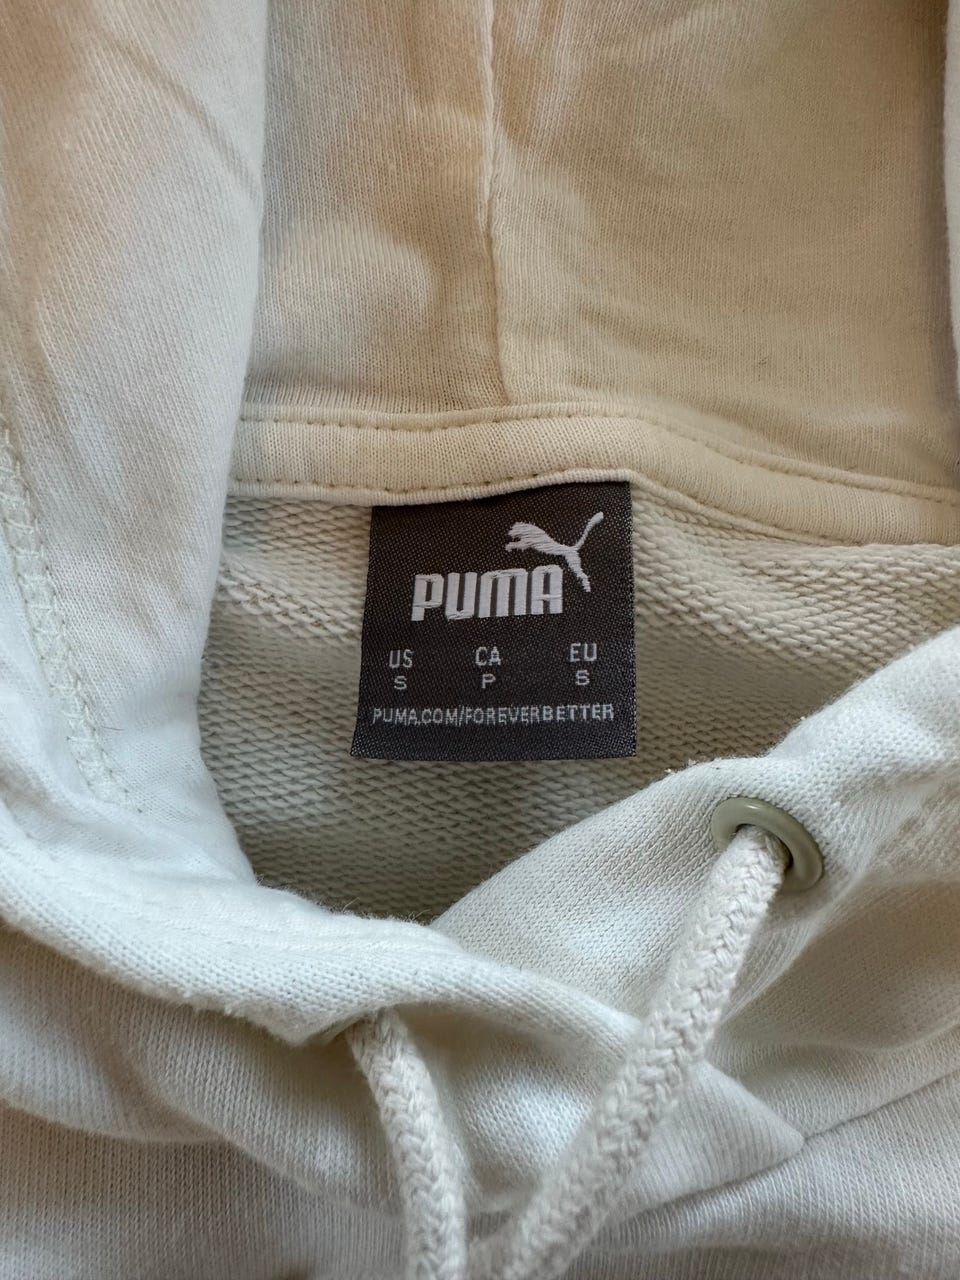 PUMA
US CA EU
S P S
PUMA.COM/FOREVERBETTER